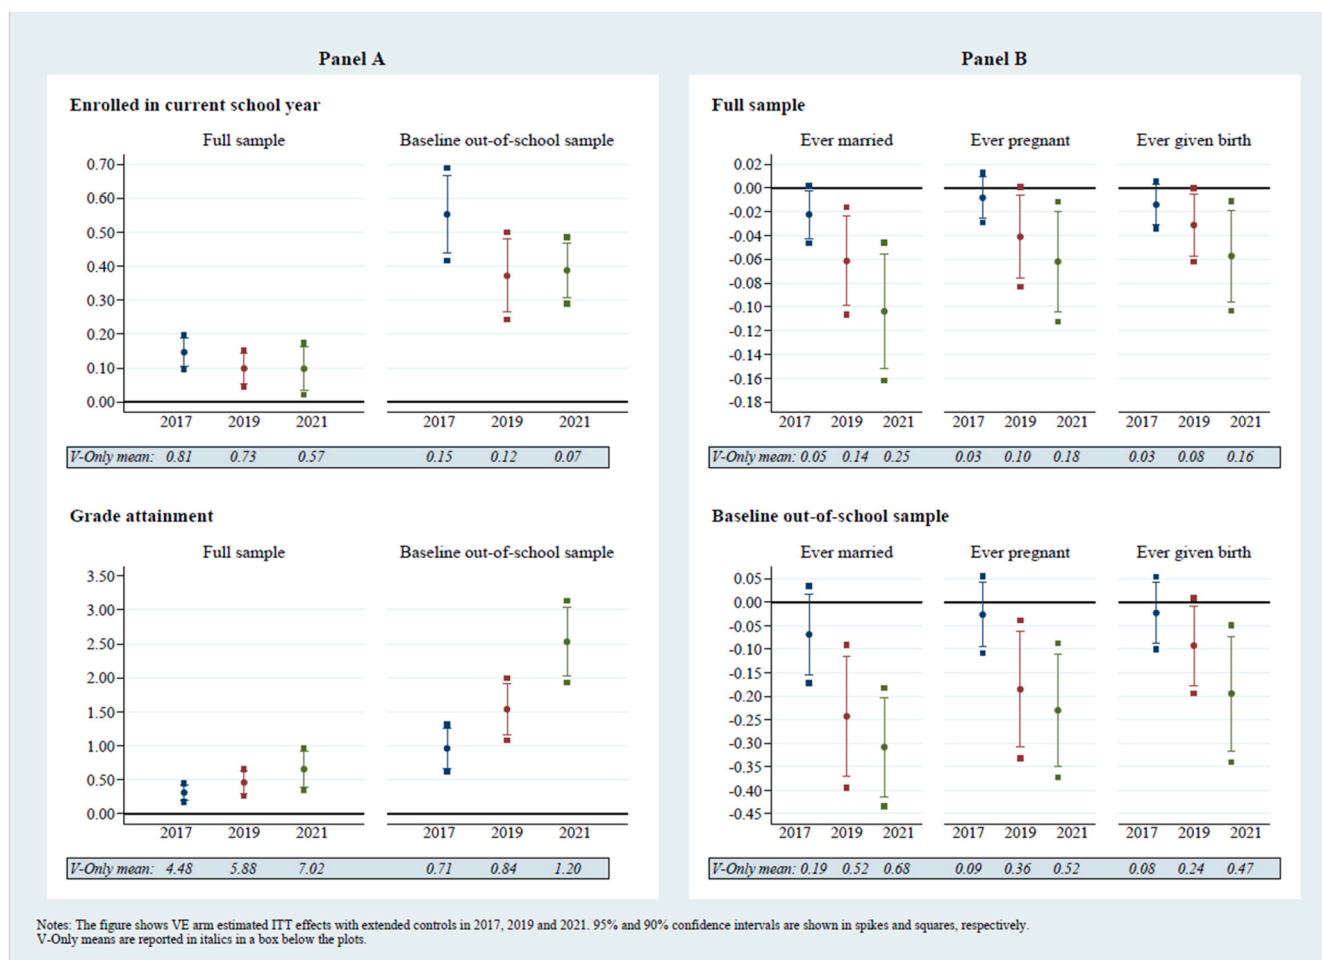 Panel A
Enrolled in current school year
Full sample
Baseline out-of-school sample
0.70
0.60
0.50
0.40
0.30
0.20
0.10
0.00
2017 2019 2021
2017 2019 2021
V-Only mean: 0.81 0.73 0.57 0.15 0.12 0.07
Grade attainment
Full sample
Baseline out-of-school sample
3.50
3.00
2.50
2.00
1.50
1.00
0.50
0.00
2017 2019 2021
2017 2019 2021
V-Only mean: 4.48 5.88 7.02 0.71 0.84 1.20
Panel B
Full sample
Ever married
Ever pregnant
Ever given birth
0.02
0.00
-0.02
-0.04
-0.06
-0.08
-0.10
-0.12
-0.14
-0.16
-0.18
2017 2019 2021
2017 2019 2021
2017 2019 2021
V-Only mean: 0.05 0.14 0.25 0.03 0.10 0.18 0.03 0.08 0.16
Baseline out-of-school sample
Ever married
Ever pregnant
Ever given birth
0.05
0.00
-0.05
-0.10
-0.15
-0.20
-0.25
-0.30
-0.35
-0.40
-0.45
2017 2019 2021
2017 2019 2021
2017 2019 2021
V-Only mean: 0.19 0.52 0.68 0.09 0.36 0.52 0.08 0.24 0.47
Notes: The figure shows VE arm estimated ITT effects with extended controls in 2017, 2019 and 2021. 95% and 90% confidence intervals are shown in spikes and squares, respectively.
V-Only means are reported in italics in a box below the plots.